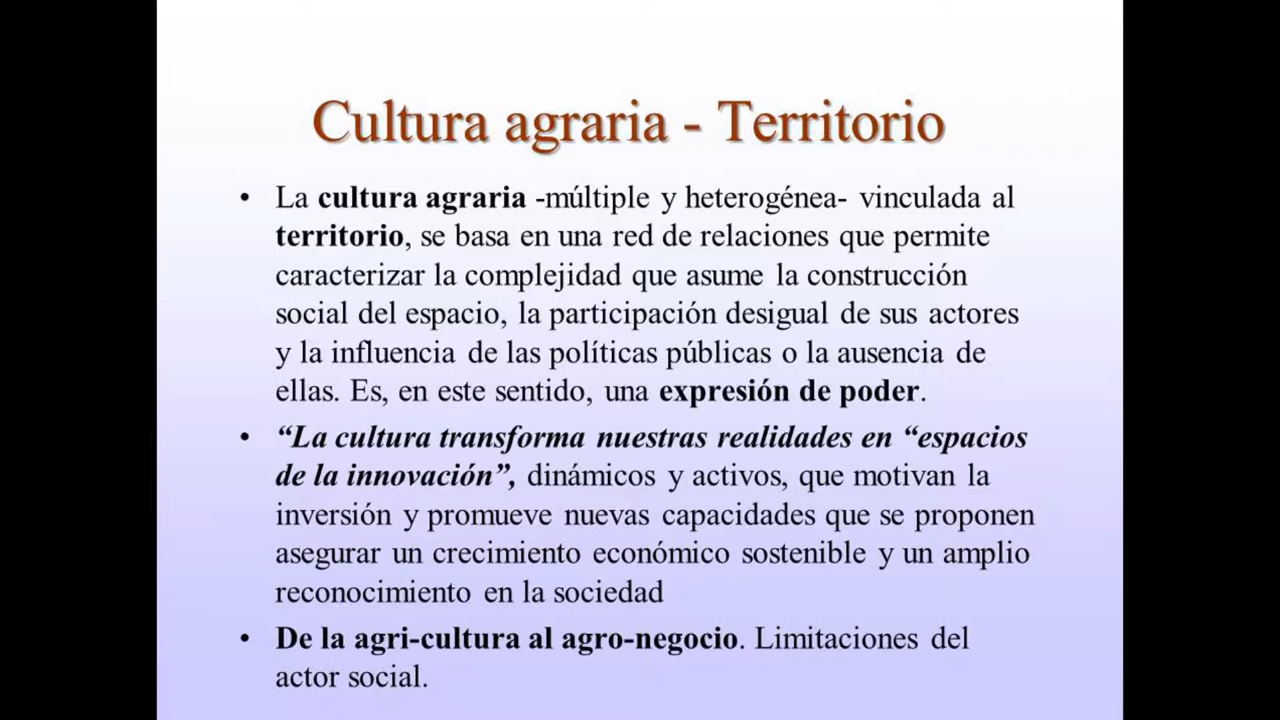 Cultura agraria - Territorio
• La cultura agraria -múltiple y heterogénea- vinculada al
territorio, se basa en una red de relaciones que permite
caracterizar la complejidad que asume la construcción
social del espacio, la participación desigual de sus actores
y la influencia de las políticas públicas o la ausencia de
ellas. Es, en este sentido, una expresión de poder.
• “La cultura transforma nuestras realidades en “espacios
de la innovación”, dinámicos y activos, que motivan la
inversión y promueve nuevas capacidades que se proponen
asegurar un crecimiento económico sostenible y un amplio
reconocimiento en la sociedad
• De la agri-cultura al agro-negocio. Limitaciones del
actor social.